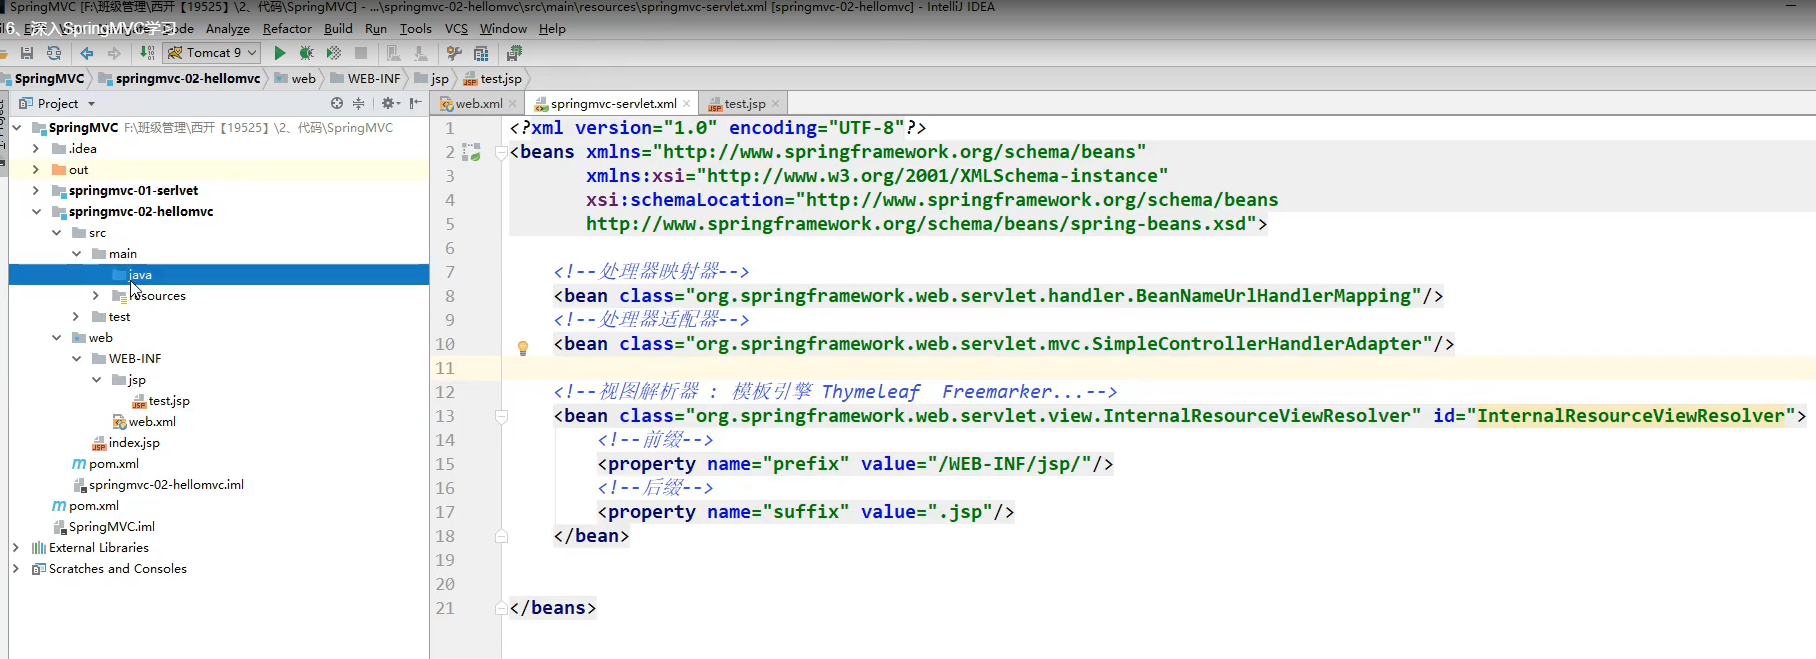 SpringMVC [F:\班级管理\西开【19525】\2、代码\SpringMVC] - ...\springmvc-02-hellomvc\src\main\resources\springmvc-servlet.xml [springmvc-02-hellomvc] - IntelliJ IDEA
6、深入SpringMVC学习
Code Analyze Refactor Build Run Tools VCS Window Help
Tomcat 9
SpringMVC springmvc-02-hellomvc web WEB-INF jsp test.jsp
Project
web.xml springmvc-servlet.xml test.jsp
SpringMVC F:\班级管理\西开【19525】\2、代码\SpringMVC
.idea
out
springmvc-01-serlvet
springmvc-02-hellomvc
src
main
java
resources
test
web
WEB-INF
jsp
test.jsp
web.xml
index.jsp
pom.xml
springmvc-02-hellomvc.iml
pom.xml
SpringMVC.iml
External Libraries
Scratches and Consoles
1 <?xml version="1.0" encoding="UTF-8"?>
2 <beans xmlns="http://www.springframework.org/schema/beans"
3 xmlns:xsi="http://www.w3.org/2001/XMLSchema-instance"
4 xsi:schemaLocation="http://www.springframework.org/schema/beans
5 http://www.springframework.org/schema/beans/spring-beans.xsd">
6
7 <!--处理器映射器-->
8 <bean class="org.springframework.web.servlet.handler.BeanNameUrlHandlerMapping"/>
9 <!--处理器适配器-->
10 <bean class="org.springframework.web.servlet.mvc.SimpleControllerHandlerAdapter"/>
11
12 <!--视图解析器 : 模板引擎 Thymeleaf Freemarker...-->
13 <bean class="org.springframework.web.servlet.view.InternalResourceViewResolver" id="InternalResourceViewResolver">
14 <!--前缀-->
15 <property name="prefix" value="/WEB-INF/jsp/"/>
16 <!--后缀-->
17 <property name="suffix" value=".jsp"/>
18 </bean>
19
20
21 </beans>